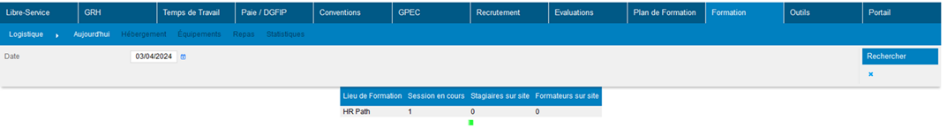 Libre-Service GRH Temps de Travail Paie / DGFIP Conventions GPEC Recrutement Evaluations Plan de Formation Formation Outils Portail
Logistique Aujourd'hui Hébergement Equipements Repas Statistiques
Date 03/04/2024 Rechercher
Lieu de Formation Session en cours Stagiaires sur site Formateurs sur site
HR Path 1 0 0